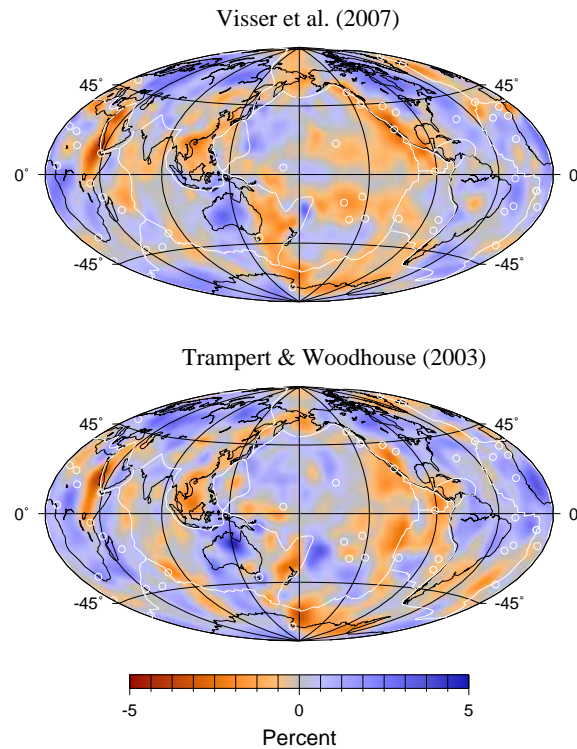 Visser et al. (2007)
45˚ 45˚
0˚ 0˚
-45˚ -45˚
Trampert & Woodhouse (2003)
45˚ 45˚
0˚ 0˚
-45˚ -45˚
-5 0 5
Percent